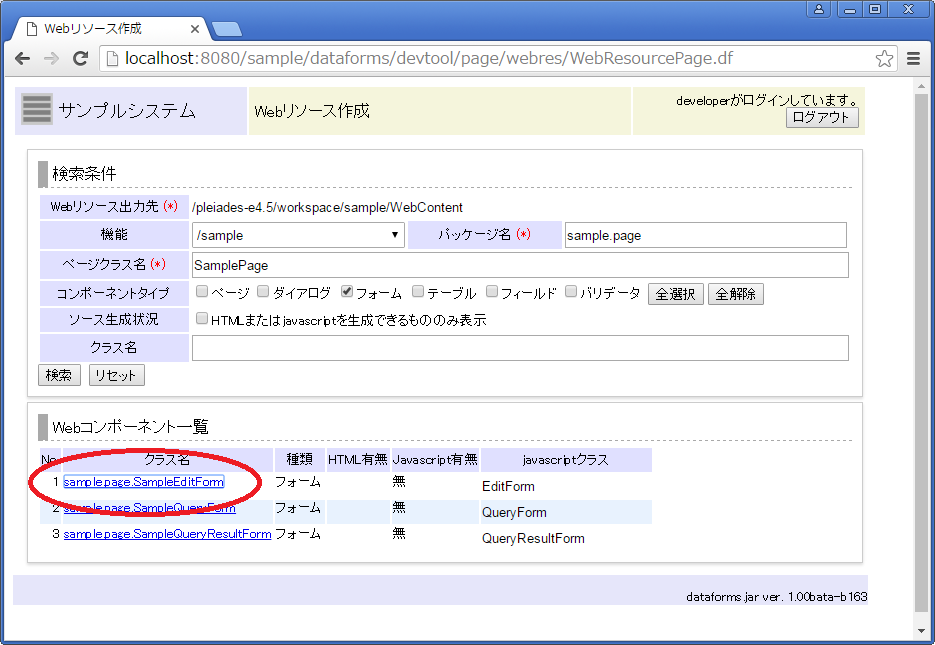 Webリソース作成
localhost:8080/sample/dataforms/devtool/page/webres/WebResourcePage.df
サンプルシステム Webリソース作成 developerがログインしています。
ログアウト
検索条件
Webリソース出力先 (*) /pleiades-e4.5/workspace/sample/WebContent
機能 /sample パッケージ名 (*) sample.page
ページクラス名 (*) SamplePage
コンポーネントタイプ ページ ダイアログ フォーム テーブル フィールド バリデータ 全選択 全解除
ソース生成状況 HTMLまたはjavascriptを生成できるもののみ表示
クラス名
検索 リセット
Webコンポーネント一覧
No クラス名 種類 HTML有無 Javascript有無 javascriptクラス
1 sample.page.SampleEditForm フォーム 無 EditForm
2 sample.page.SampleQueryForm フォーム 無 QueryForm
3 sample.page.SampleQueryResultForm フォーム 無 QueryResultForm
dataforms.jar ver. 1.00bata-b163